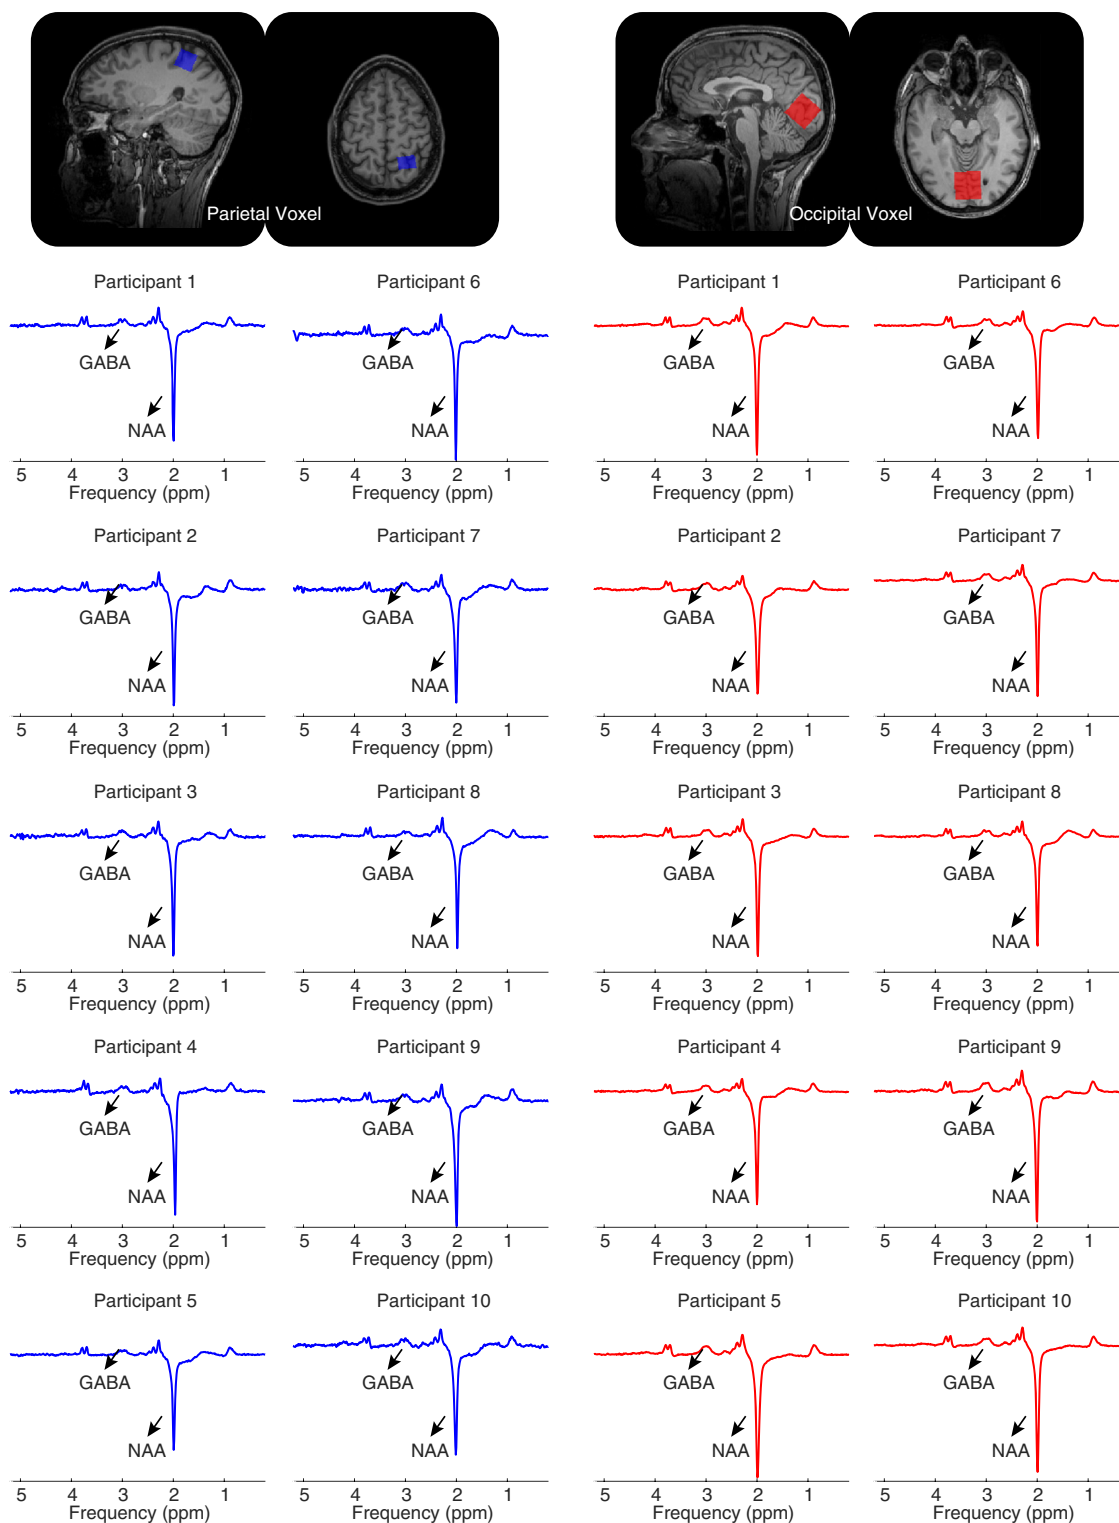 Parietal Voxel
Occipital Voxel
Participant 1
Participant 6
Participant 1
Participant 6
GABA
GABA
GABA
GABA
NAA
NAA
NAA
NAA
5 4 3 2 1
5 4 3 2 1
5 4 3 2 1
5 4 3 2 1
Frequency (ppm)
Frequency (ppm)
Frequency (ppm)
Frequency (ppm)
Participant 2
Participant 7
Participant 2
Participant 7
GABA
GABA
GABA
GABA
NAA
NAA
NAA
NAA
5 4 3 2 1
5 4 3 2 1
5 4 3 2 1
5 4 3 2 1
Frequency (ppm)
Frequency (ppm)
Frequency (ppm)
Frequency (ppm)
Participant 3
Participant 8
Participant 3
Participant 8
GABA
GABA
GABA
GABA
NAA
NAA
NAA
NAA
5 4 3 2 1
5 4 3 2 1
5 4 3 2 1
5 4 3 2 1
Frequency (ppm)
Frequency (ppm)
Frequency (ppm)
Frequency (ppm)
Participant 4
Participant 9
Participant 4
Participant 9
GABA
GABA
GABA
GABA
NAA
NAA
NAA
NAA
5 4 3 2 1
5 4 3 2 1
5 4 3 2 1
5 4 3 2 1
Frequency (ppm)
Frequency (ppm)
Frequency (ppm)
Frequency (ppm)
Participant 5
Participant 10
Participant 5
Participant 10
GABA
GABA
GABA
GABA
NAA
NAA
NAA
NAA
5 4 3 2 1
5 4 3 2 1
5 4 3 2 1
5 4 3 2 1
Frequency (ppm)
Frequency (ppm)
Frequency (ppm)
Frequency (ppm)